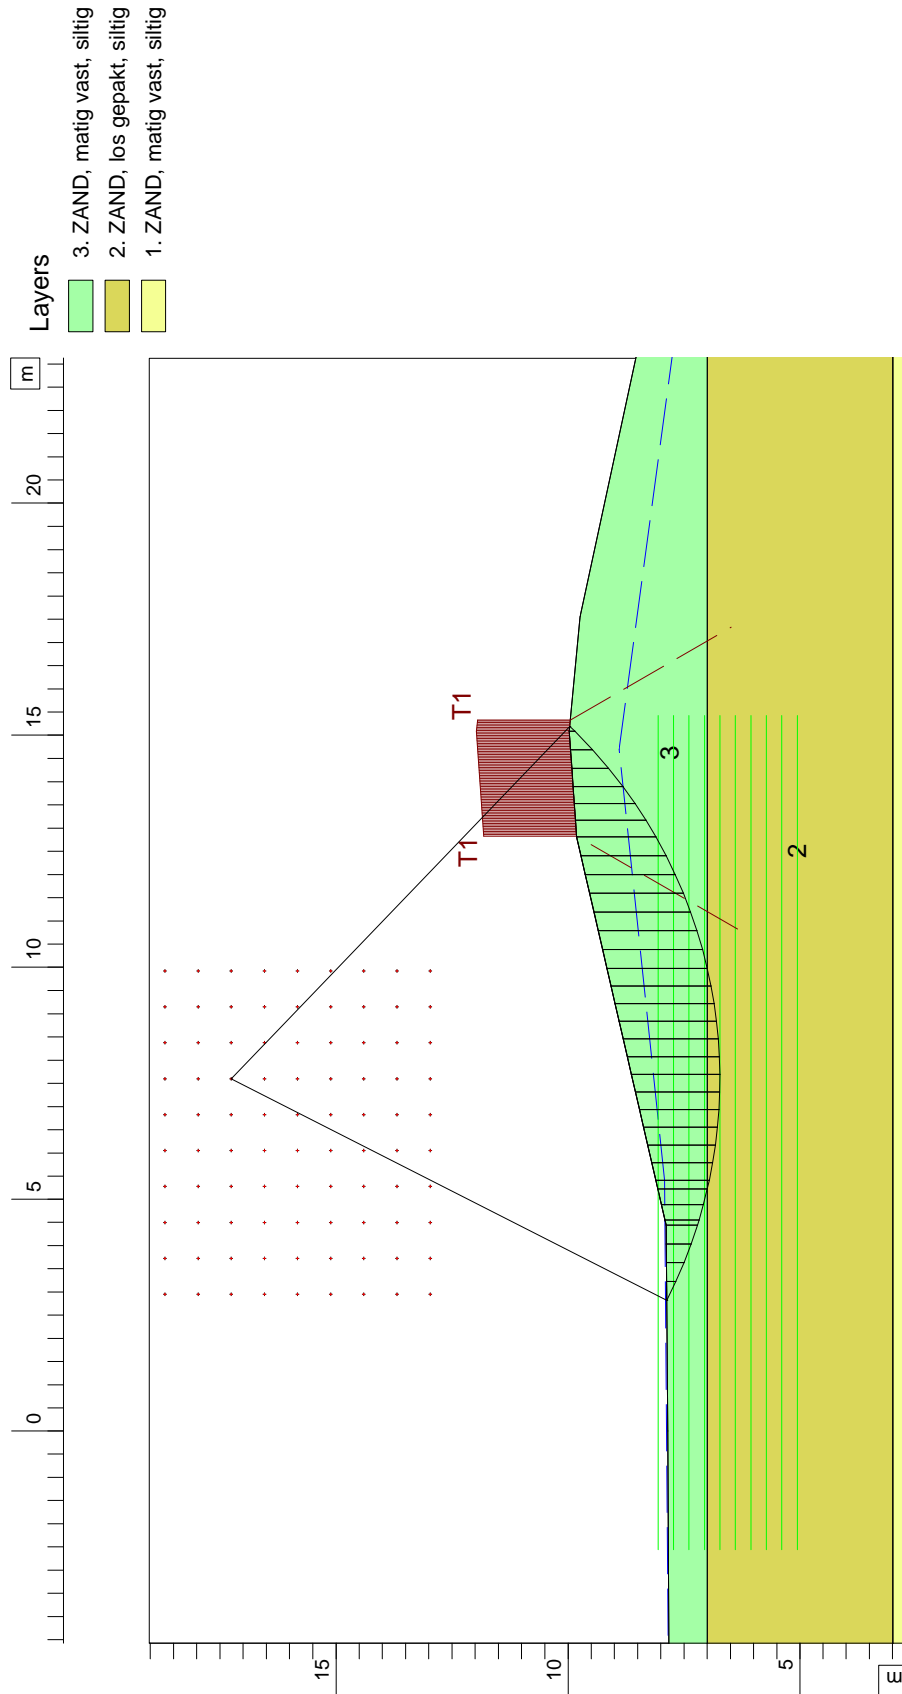 Layers
3. ZAND, matig vast, siltig
2. ZAND, los gepakt, siltig
1. ZAND, matig vast, siltig
m
20
15
10
5
0
T1
T1
3
2
15
10
5
m